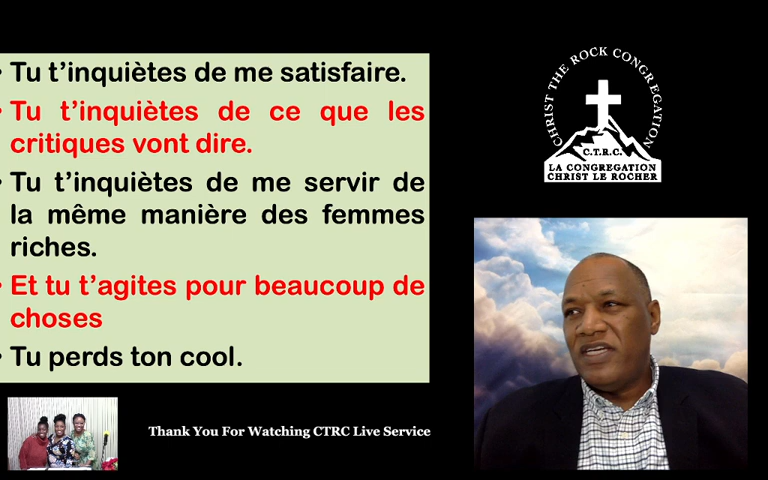 • Tu t’inquiètes de me satisfaire.
• Tu t’inquiètes de ce que les
critiques vont dire.
• Tu t’inquiètes de me servir de
la même manière des femmes
riches.
• Et tu t’agites pour beaucoup de
choses
• Tu perds ton cool.
CHRIST THE ROCK CONGREGATION
C.T.R.C.
LA CONGREGATION
CHRIST LE ROCHER
Thank You For Watching CTRC Live Service